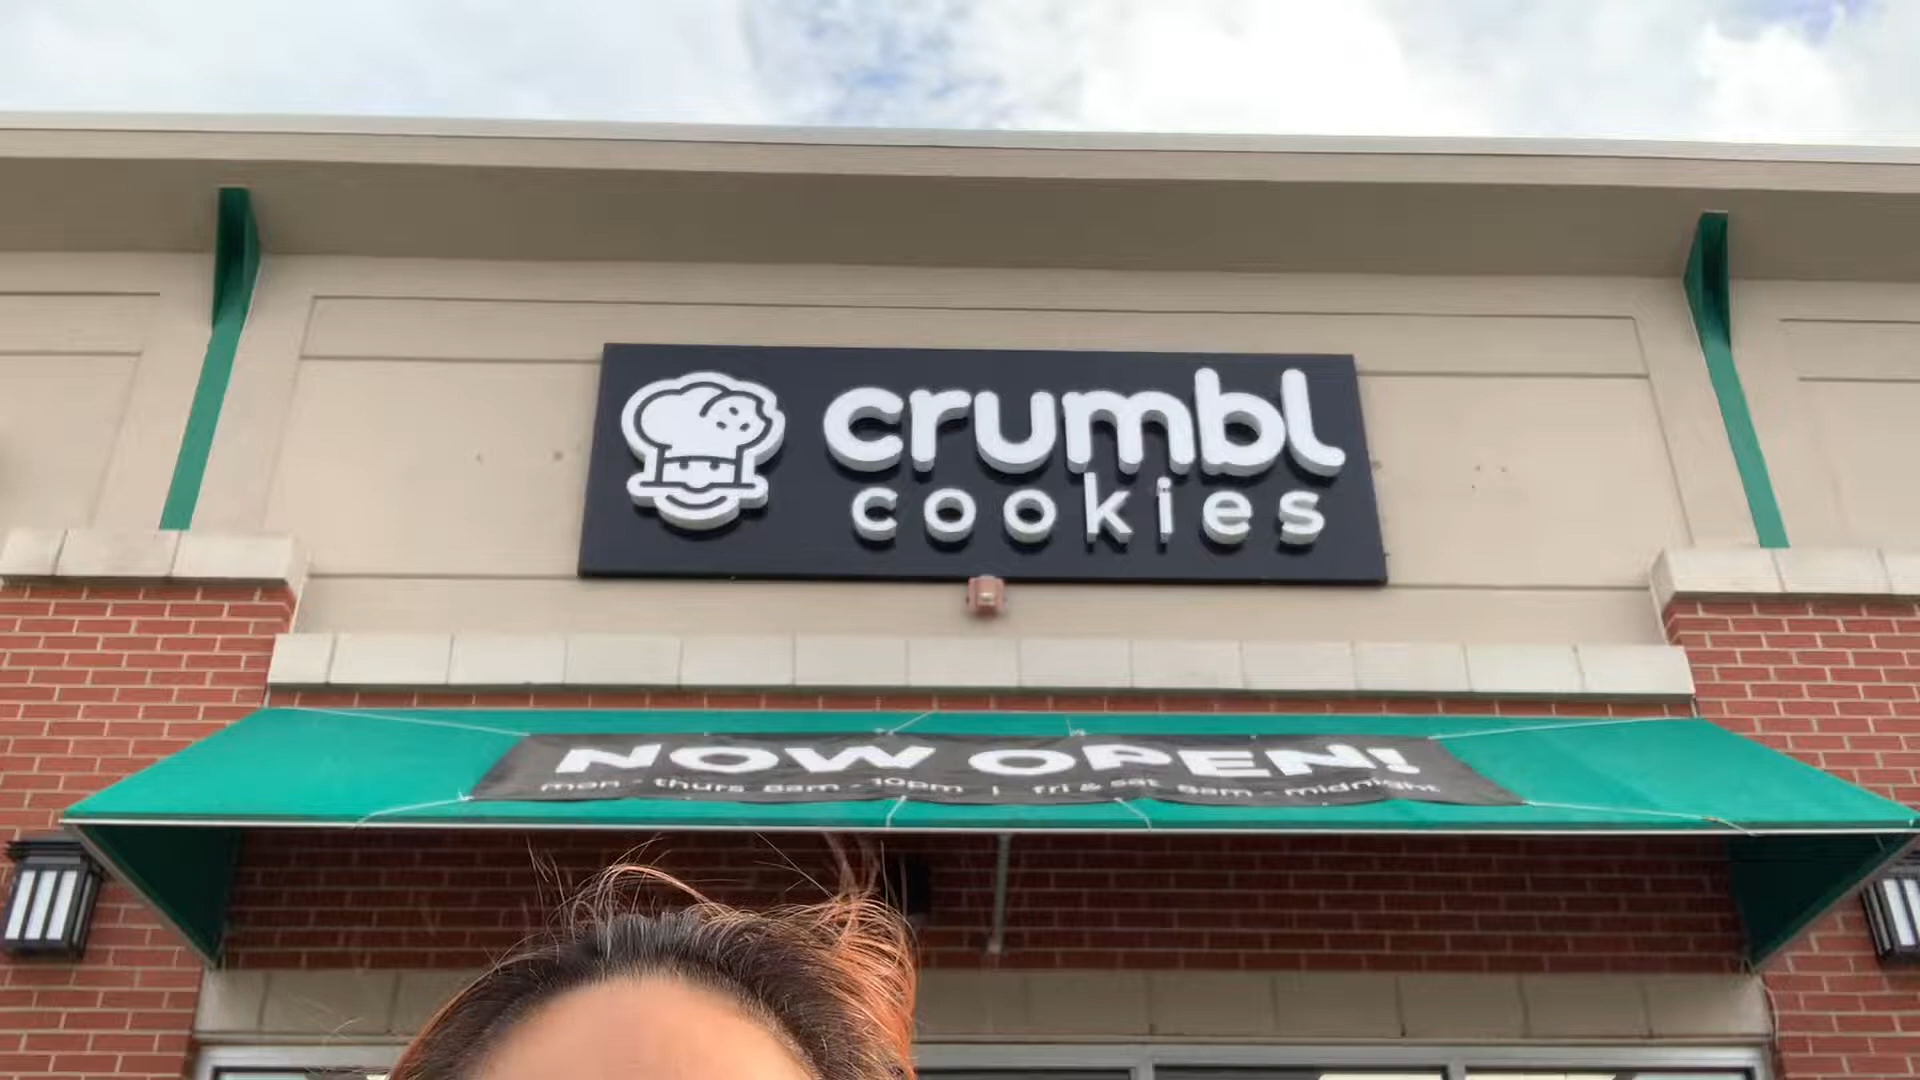 crumbl
cookies
NOW OPEN!
mon - thurs 8am - 10pm | fri & sat 8am - midnight